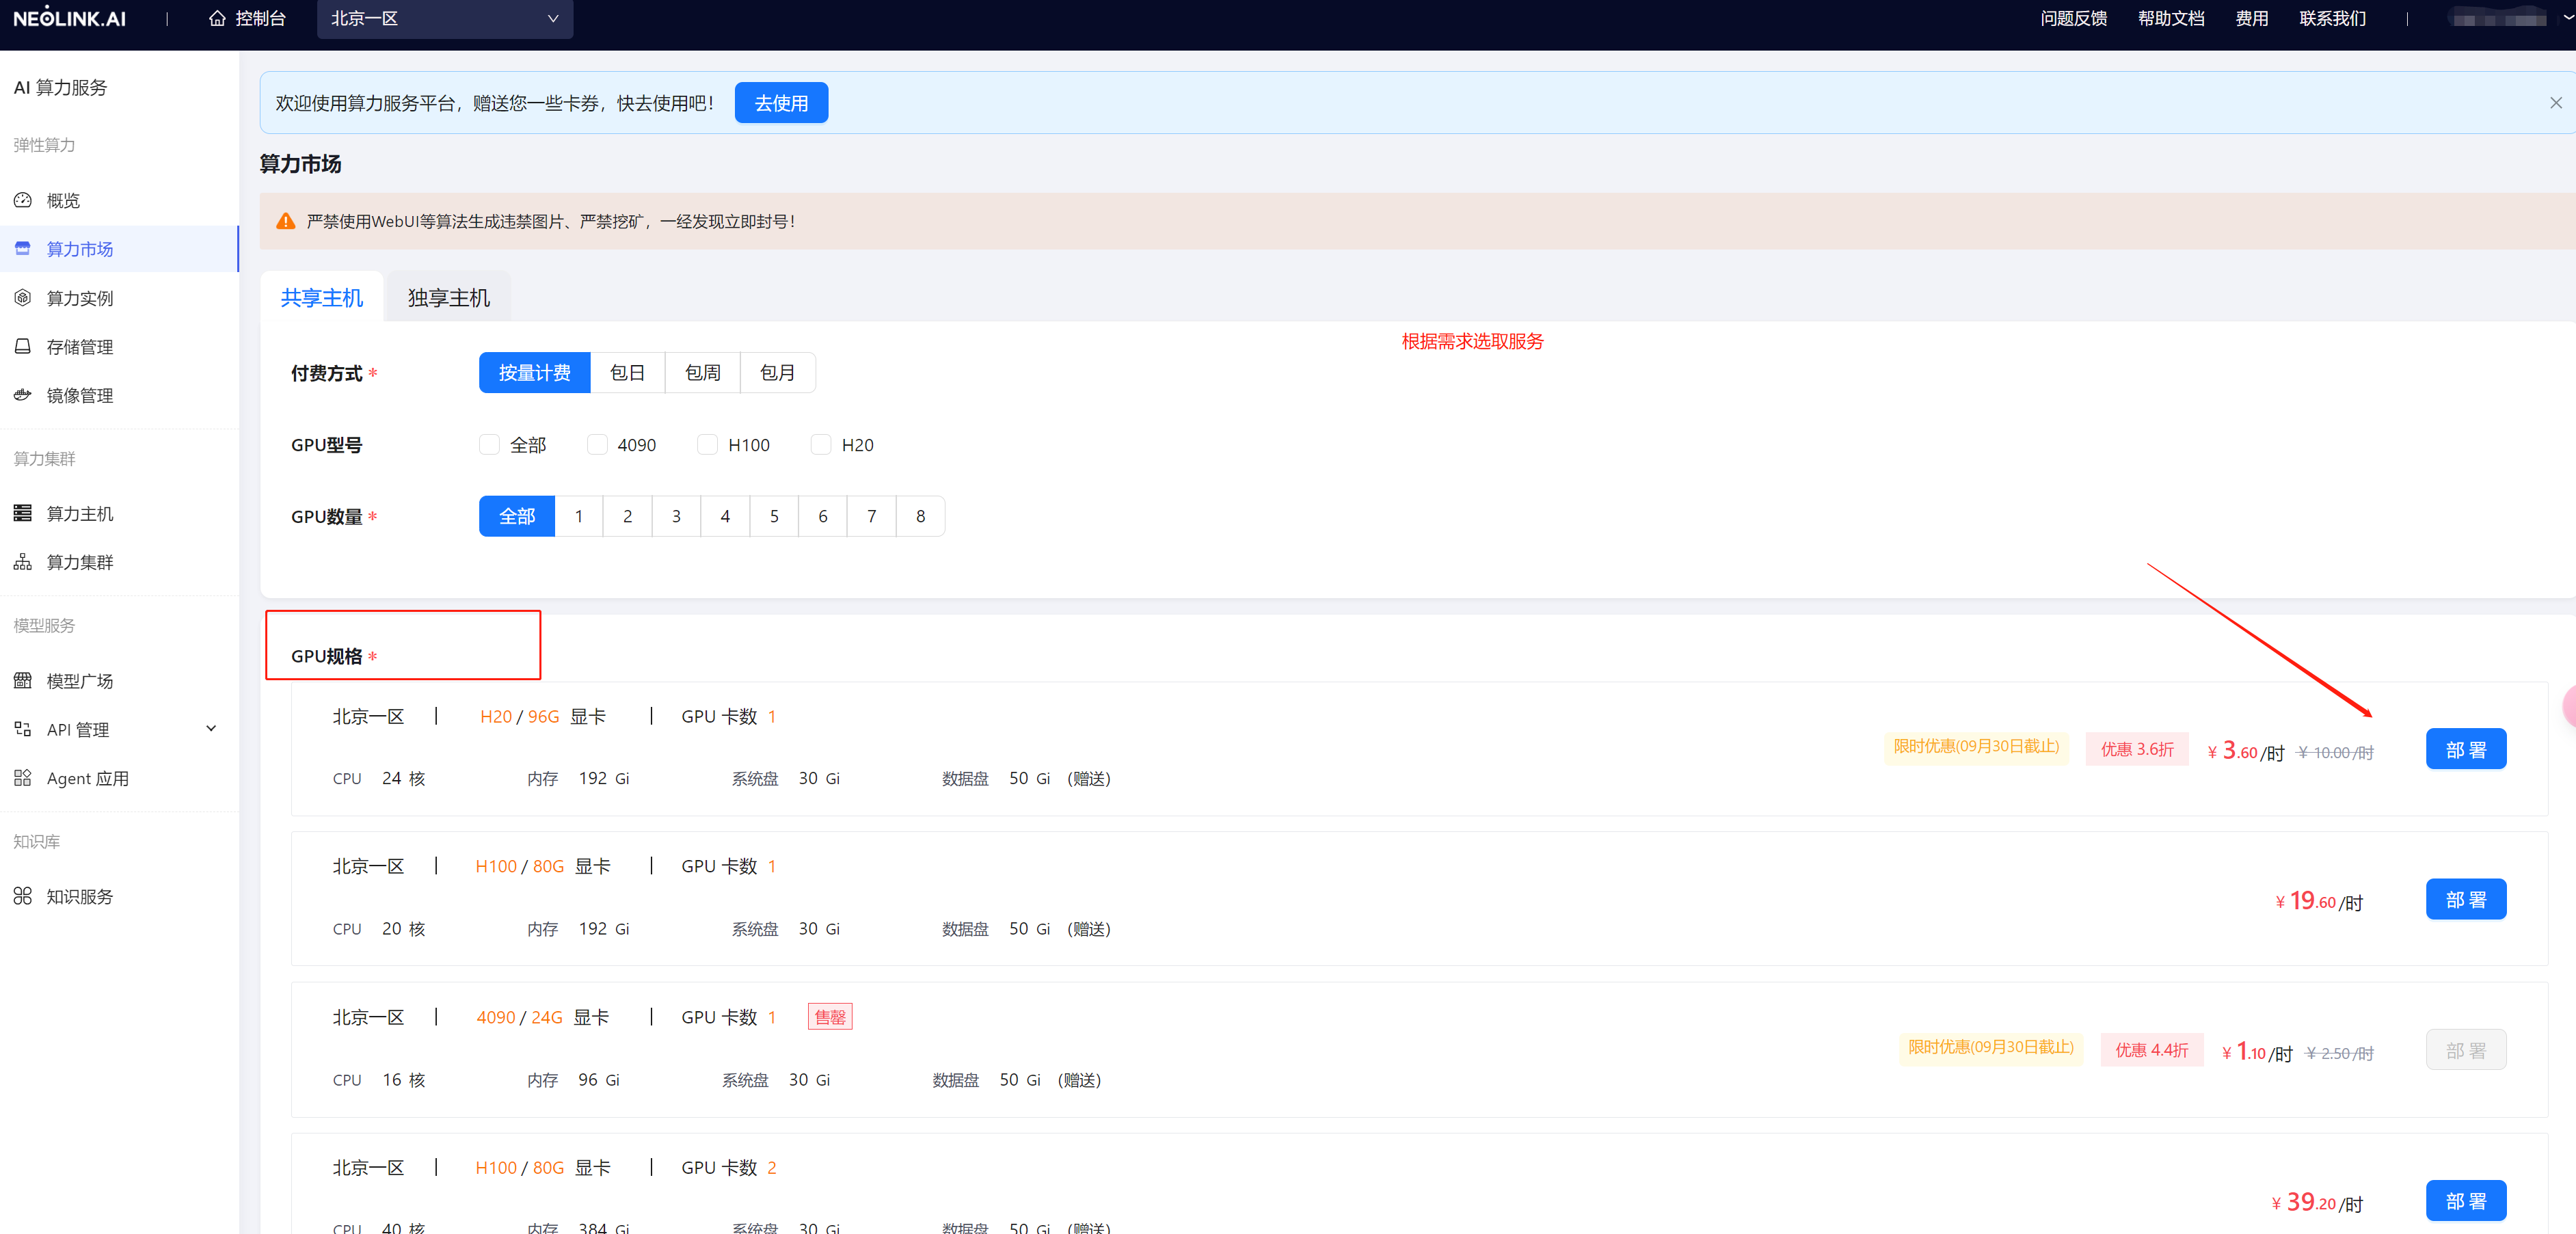 NEOLINK.AI | 控制台 北京一区 问题反馈 帮助文档 费用 联系我们 |
AI 算力服务
弹性算力
概览
算力市场
算力实例
存储管理
镜像管理
算力集群
算力主机
算力集群
模型服务
模型广场
API 管理
Agent 应用
知识库
知识服务
欢迎使用算力服务平台，赠送您一些卡券，快去使用吧！ 去使用
算力市场
严禁使用WebUI等算法生成违禁图片、严禁挖矿，一经发现立即封号！
共享主机 独享主机
根据需求选取服务
付费方式 * 按量计费 包日 包周 包月
GPU型号 全部 4090 H100 H20
GPU数量 * 全部 1 2 3 4 5 6 7 8
GPU规格 *
北京一区 | H20 / 96G 显卡 | GPU 卡数 1
限时优惠(09月30日截止) 优惠 3.6折 ¥ 3.60 /时 ¥ 10.00 /时 部署
CPU 24 核 内存 192 Gi 系统盘 30 Gi 数据盘 50 Gi (赠送)
北京一区 | H100 / 80G 显卡 | GPU 卡数 1
¥ 19.60 /时 部署
CPU 20 核 内存 192 Gi 系统盘 30 Gi 数据盘 50 Gi (赠送)
北京一区 | 4090 / 24G 显卡 | GPU 卡数 1 售罄
限时优惠(09月30日截止) 优惠 4.4折 ¥ 1.10 /时 ¥ 2.50 /时 部署
CPU 16 核 内存 96 Gi 系统盘 30 Gi 数据盘 50 Gi (赠送)
北京一区 | H100 / 80G 显卡 | GPU 卡数 2
¥ 39.20 /时 部署
CPU 40 核 内存 384 Gi 系统盘 30 Gi 数据盘 50 Gi (赠送)